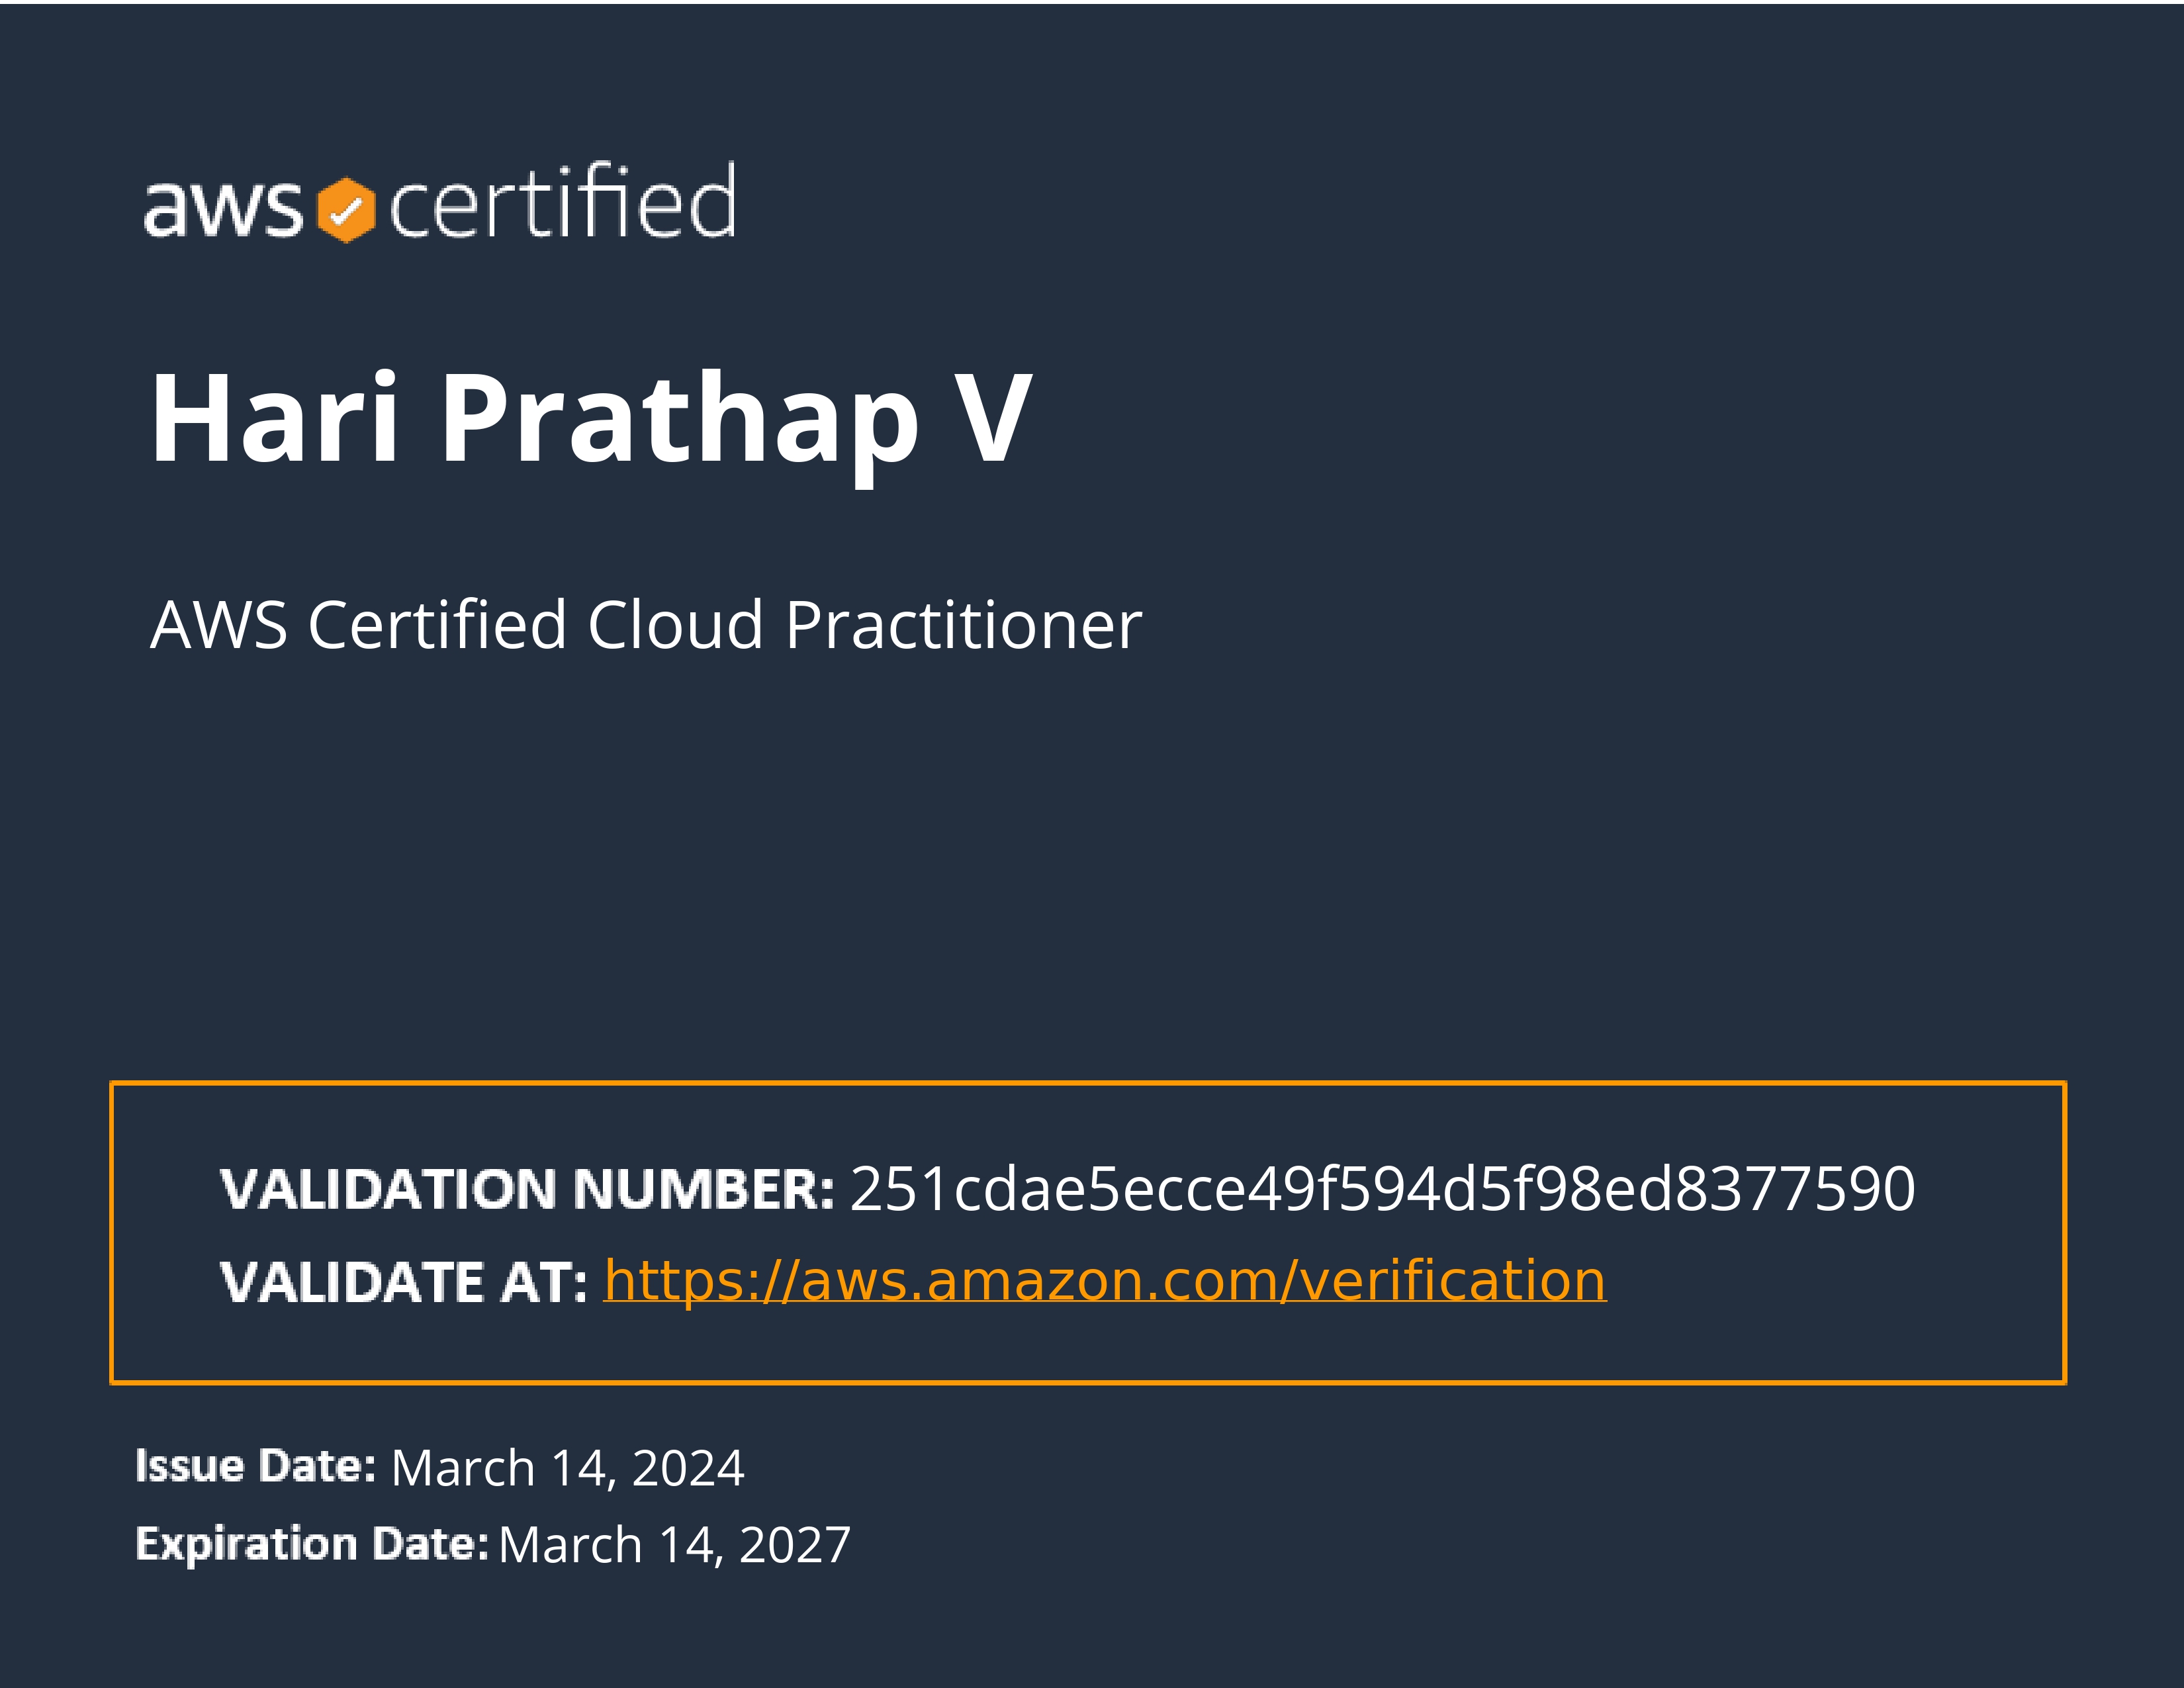 aws certified
Hari Prathap V
AWS Certified Cloud Practitioner
VALIDATION NUMBER: 251cdae5ecce49f594d5f98ed8377590
VALIDATE AT: https://aws.amazon.com/verification
Issue Date: March 14, 2024
Expiration Date: March 14, 2027